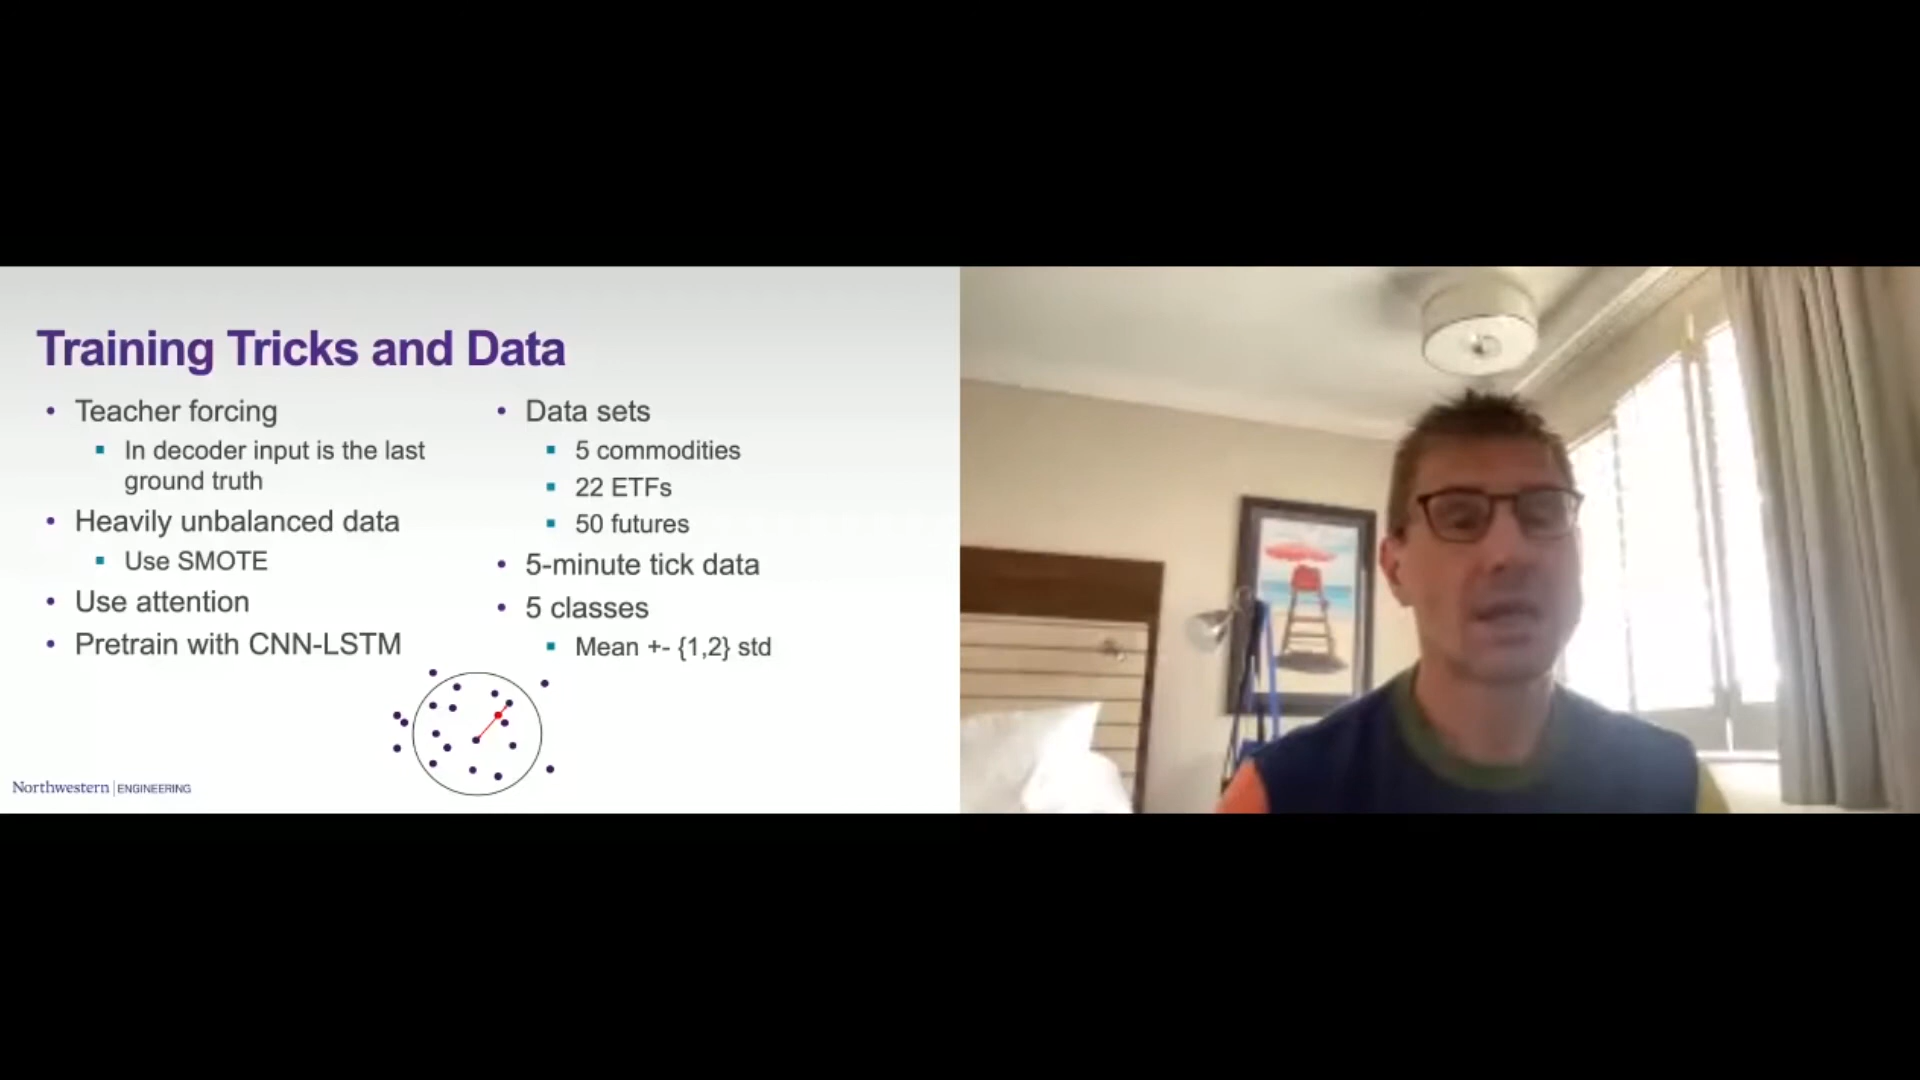 Training Tricks and Data
• Teacher forcing
▪ In decoder input is the last
ground truth
• Heavily unbalanced data
▪ Use SMOTE
• Use attention
• Pretrain with CNN-LSTM
• Data sets
▪ 5 commodities
▪ 22 ETFs
▪ 50 futures
• 5-minute tick data
• 5 classes
▪ Mean +- {1,2} std
Northwestern | ENGINEERING